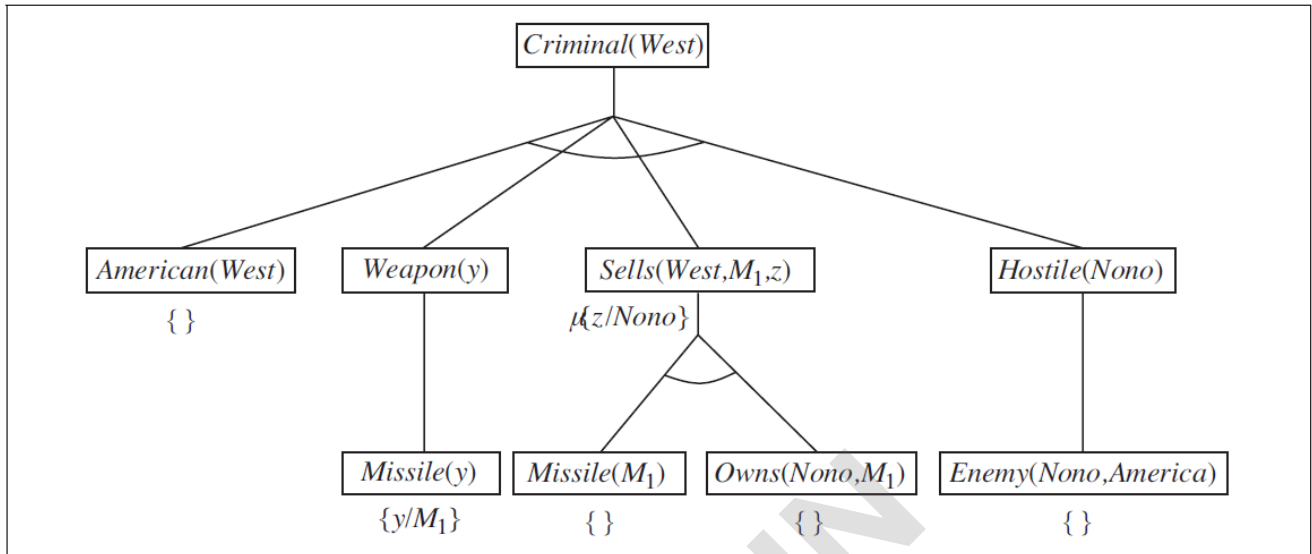 Criminal(West)
American(West) Weapon(y) Sells(West,M₁,z) Hostile(Nono)
{ } {z/Nono}
Missile(y) Missile(M₁) Owns(Nono,M₁) Enemy(Nono,America)
{y/M₁} { } { } { }